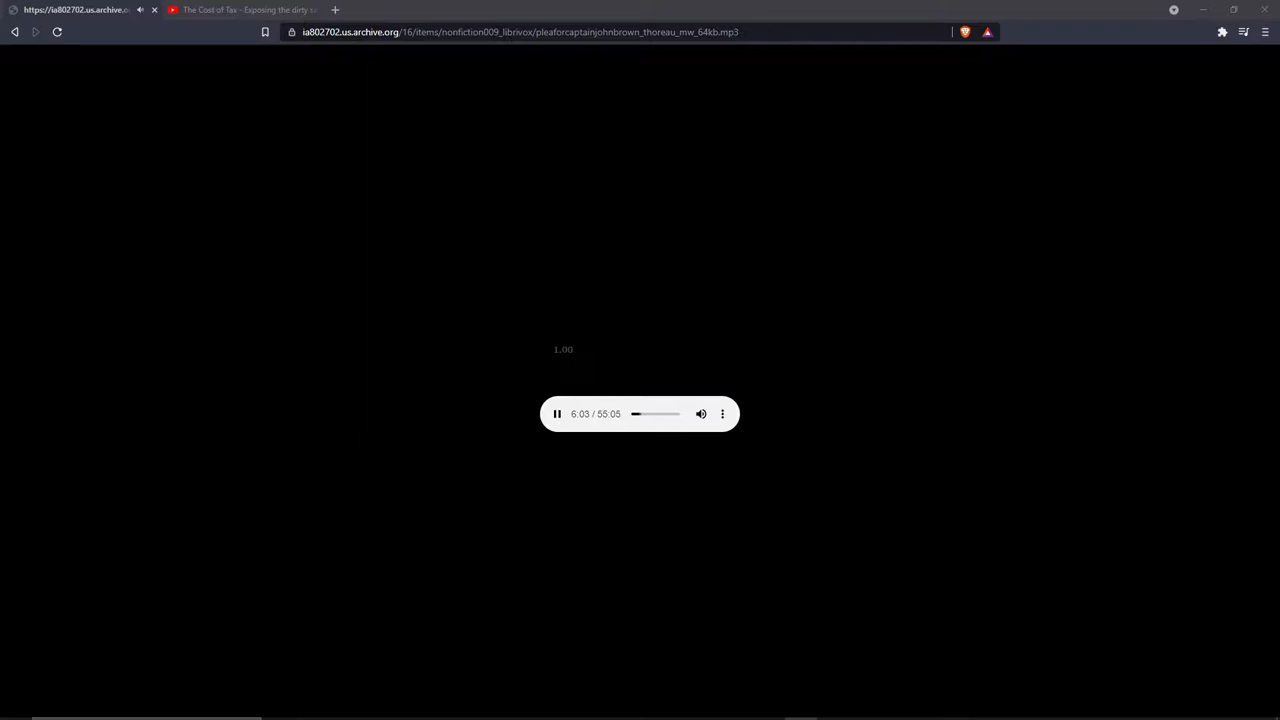 https://ia802702.us.archive.o
The Cost of Tax - Exposing the dirty
ia802702.us.archive.org/16/items/nonfiction009_librivox/pleaforcaptainjohnbrown_thoreau_mw_64kb.mp3
1.00
6:03 / 55:05